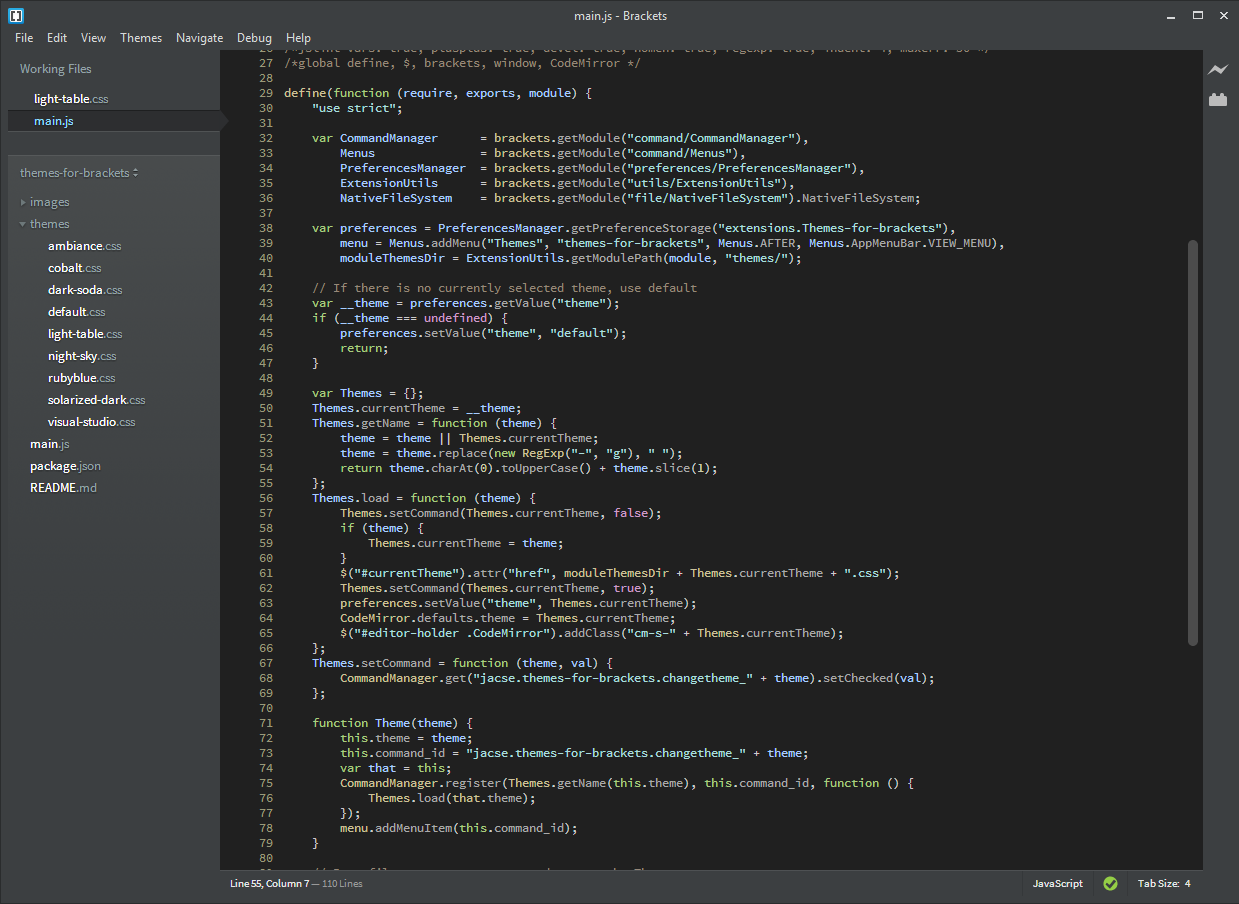 main.js - Brackets
File Edit View Themes Navigate Debug Help
Working Files
light-table.css
main.js
themes-for-brackets
images
themes
ambiance.css
cobalt.css
dark-soda.css
default.css
light-table.css
night-sky.css
rubyblue.css
solarized-dark.css
visual-studio.css
main.js
package.json
README.md
27 /*global define, $, brackets, window, CodeMirror */
28
29 define(function (require, exports, module) {
30     "use strict";
31
32     var CommandManager      = brackets.getModule("command/CommandManager"),
33         Menus               = brackets.getModule("command/Menus"),
34         PreferencesManager  = brackets.getModule("preferences/PreferencesManager"),
35         ExtensionUtils      = brackets.getModule("utils/ExtensionUtils"),
36         NativeFileSystem    = brackets.getModule("file/NativeFileSystem").NativeFileSystem;
37
38     var preferences = PreferencesManager.getPreferenceStorage("extensions.Themes-for-brackets"),
39         menu = Menus.addMenu("Themes", "themes-for-brackets", Menus.AFTER, Menus.AppMenuBar.VIEW_MENU),
40         moduleThemesDir = ExtensionUtils.getModulePath(module, "themes/");
41
42     // If there is no currently selected theme, use default
43     var __theme = preferences.getValue("theme");
44     if (__theme === undefined) {
45         preferences.setValue("theme", "default");
46         return;
47     }
48
49     var Themes = {};
50     Themes.currentTheme = __theme;
51     Themes.getName = function (theme) {
52         theme = theme || Themes.currentTheme;
53         theme = theme.replace(new RegExp("-", "g"), " ");
54         return theme.charAt(0).toUpperCase() + theme.slice(1);
55     };
56     Themes.load = function (theme) {
57         Themes.setCommand(Themes.currentTheme, false);
58         if (theme) {
59             Themes.currentTheme = theme;
60         }
61         $("#currentTheme").attr("href", moduleThemesDir + Themes.currentTheme + ".css");
62         Themes.setCommand(Themes.currentTheme, true);
63         preferences.setValue("theme", Themes.currentTheme);
64         CodeMirror.defaults.theme = Themes.currentTheme;
65         $("#editor-holder .CodeMirror").addClass("cm-s-" + Themes.currentTheme);
66     };
67     Themes.setCommand = function (theme, val) {
68         CommandManager.get("jacse.themes-for-brackets.changetheme_" + theme).setChecked(val);
69     };
70
71     function Theme(theme) {
72         this.theme = theme;
73         this.command_id = "jacse.themes-for-brackets.changetheme_" + theme;
74         var that = this;
75         CommandManager.register(Themes.getName(this.theme), this.command_id, function () {
76             Themes.load(that.theme);
77         });
78         menu.addMenuItem(this.command_id);
79     }
80
Line 55, Column 7 — 110 Lines
JavaScript
Tab Size: 4